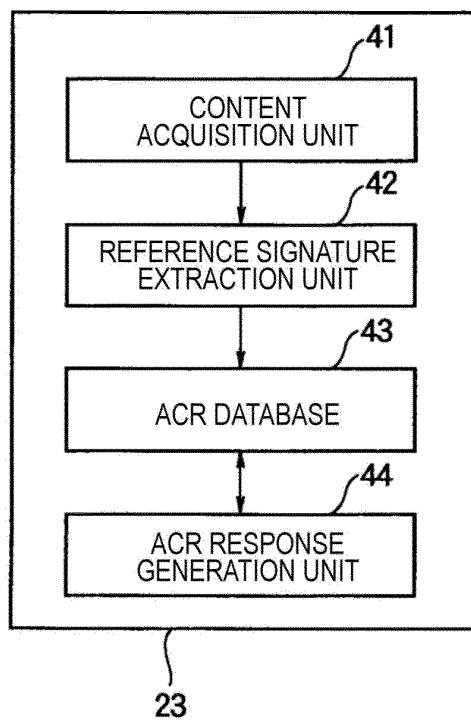 41
CONTENT
ACQUISITION UNIT
42
REFERENCE SIGNATURE
EXTRACTION UNIT
43
ACR DATABASE
44
ACR RESPONSE
GENERATION UNIT
23